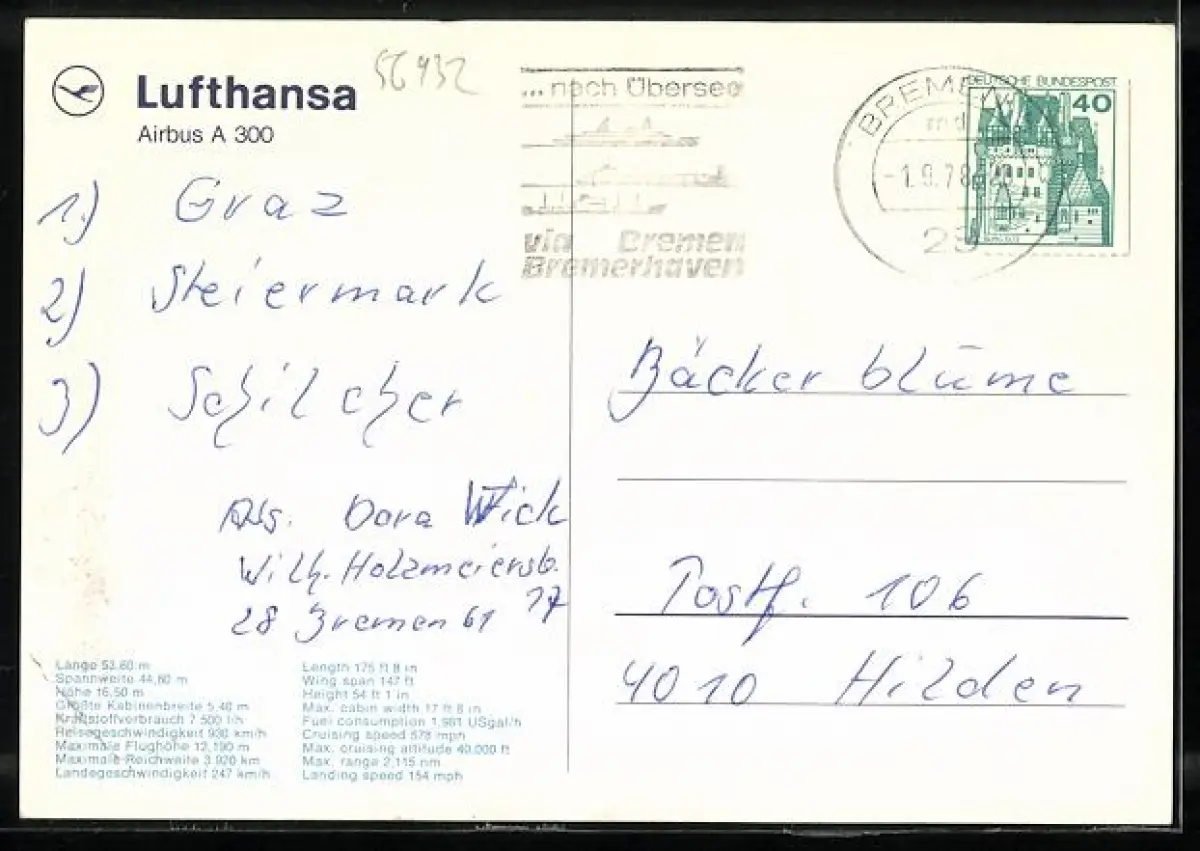 Lufthansa
Airbus A 300
56432
... nach Übersee
via Bremen
Bremerhaven
BREMEN
-1.9.78
DEUTSCHE BUNDESPOST
40
1.) Graz
2) Steiermark
3) Schilcher
Abs. Dora Wick
Wilh. Holzmeierstr.
17
28 Bremen 61
Bäckerblume
Postf. 106
4010 Hilden
Länge 53,60 m
Spannweite 44,80 m
Höhe 16,50 m
Größte Kabinenbreite 5,40 m
Kraftstoffverbrauch 7 500 l/h
Reisegeschwindigkeit 930 km/h
Maximale Flughöhe 12,190 m
Maximale Reichweite 3 920 km
Landegeschwindigkeit 247 km/h
Length 175 ft 8 in
Wing span 147 ft
Height 54 ft 1 in
Max. cabin width 17 ft 8 in
Fuel consumption 1,981 USgal/h
Cruising speed 578 mph
Max. cruising altitude 40,000 ft
Max. range 2,115 nm
Landing speed 154 mph